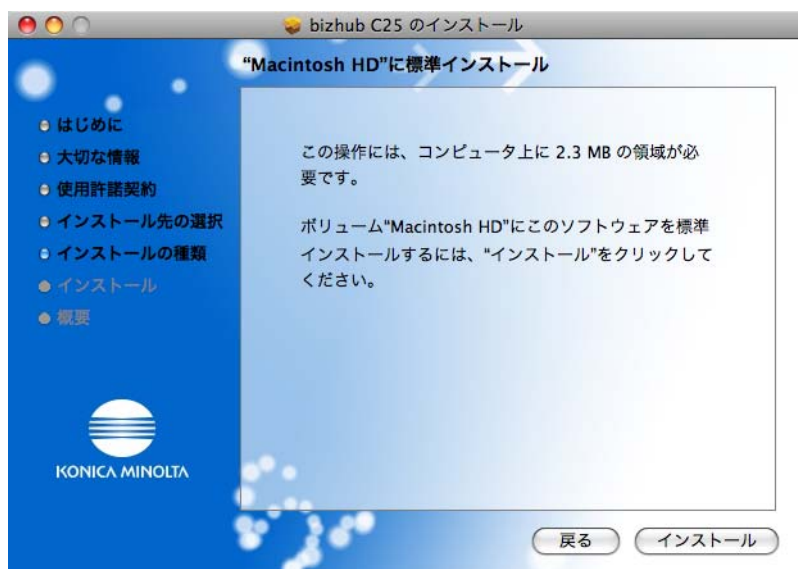 bizhub C25 のインストール
“Macintosh HD”に標準インストール
はじめに
大切な情報
使用許諾契約
インストール先の選択
インストールの種類
インストール
概要
この操作には、コンピュータ上に 2.3 MB の領域が必
要です。
ボリューム“Macintosh HD”にこのソフトウェアを標準
インストールするには、“インストール”をクリックして
ください。
KONICA MINOLTA
戻る
インストール